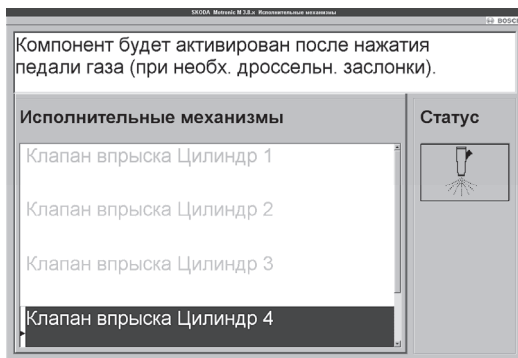 SKODA Motronic M 3.8.x Исполнительные механизмы
BOSCH
Компонент будет активирован после нажатия
педали газа (при необх. дроссельн. заслонки).
Исполнительные механизмы
Статус
Клапан впрыска Цилиндр 1
Клапан впрыска Цилиндр 2
Клапан впрыска Цилиндр 3
Клапан впрыска Цилиндр 4